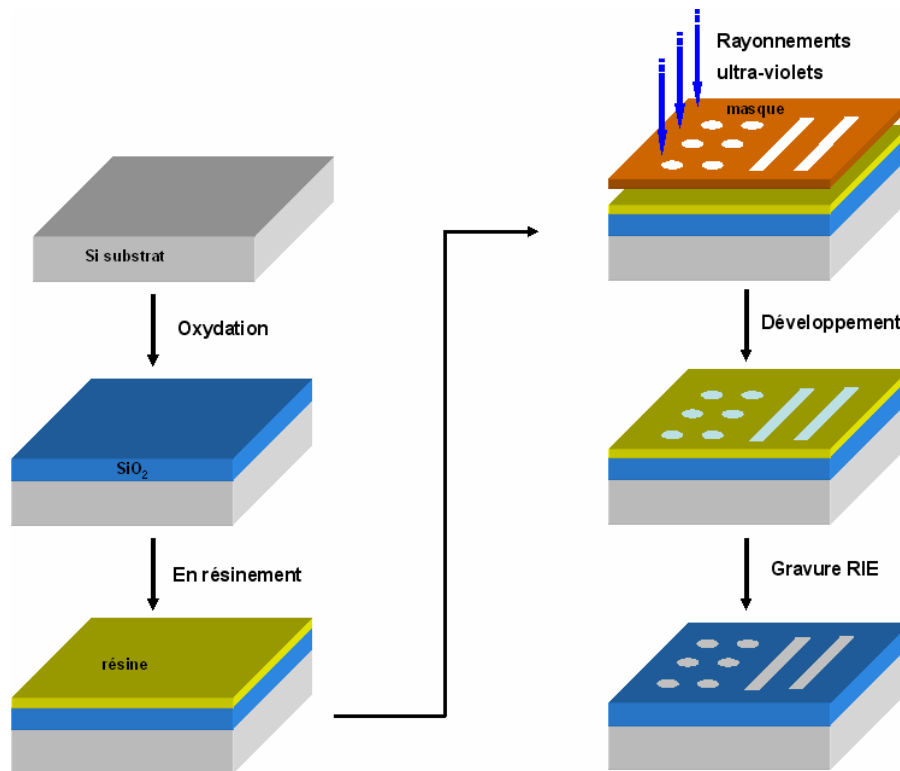 Si substrat
Oxydation
SiO₂
En résinement
résine
Rayonnements
ultra-violets
masque
Développement
Gravure RIE